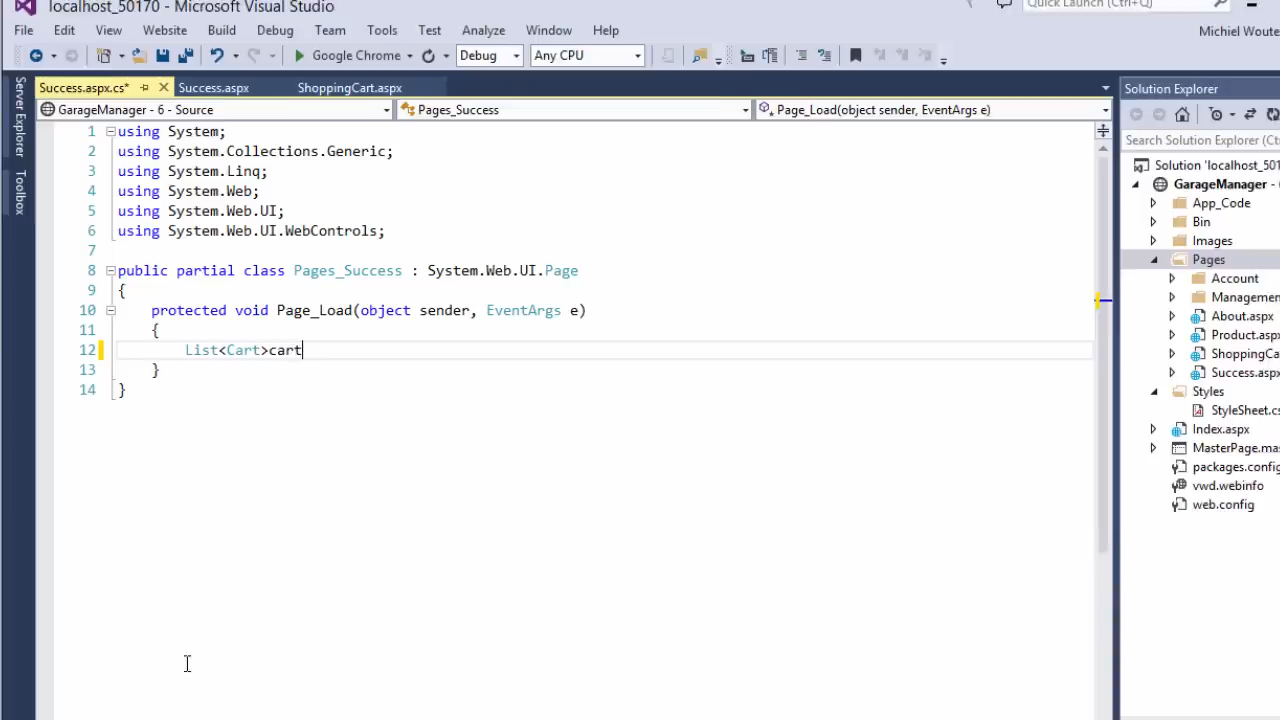 localhost_50170 - Microsoft Visual Studio
Quick Launch (Ctrl+Q)
File Edit View Website Build Debug Team Tools Test Analyze Window Help
Michiel Woute
Google Chrome Debug Any CPU
Server Explorer
Toolbox
Success.aspx.cs* Success.aspx ShoppingCart.aspx
GarageManager - 6 - Source Pages_Success Page_Load(object sender, EventArgs e)
1 using System;
2 using System.Collections.Generic;
3 using System.Linq;
4 using System.Web;
5 using System.Web.UI;
6 using System.Web.UI.WebControls;
7
8 public partial class Pages_Success : System.Web.UI.Page
9 {
10 protected void Page_Load(object sender, EventArgs e)
11 {
12 List<Cart>cart
13 }
14 }
Solution Explorer
Search Solution Explorer (Ct
Solution 'localhost_501
GarageManager -
App_Code
Bin
Images
Pages
Account
Managemen
About.aspx
Product.asp
ShoppingCa
Success.aspx
Styles
StyleSheet.cs
Index.aspx
MasterPage.mas
packages.config
vwd.webinfo
web.config